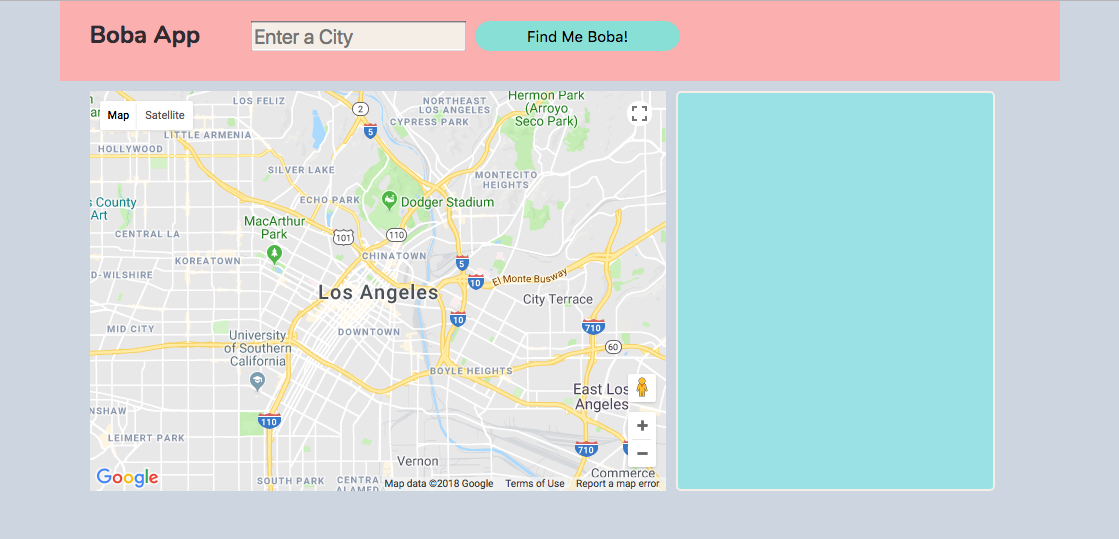 Boba App
Enter a City
Find Me Boba!
Map
Satellite
LOS FELIZ
2
5
NORTHEAST
LOS ANGELES
CYPRESS PARK
Hermon Park
(Arroyo
Seco Park)
LITTLE ARMENIA
HOLLYWOOD
SILVER LAKE
MONTECITO
HEIGHTS
ECHO PARK
Dodger Stadium
s County
Art
MacArthur
Park
CENTRAL LA
101
110
KOREATOWN
CHINATOWN
5
D-WILSHIRE
10
El Monte Busway
Los Angeles
City Terrace
10
710
MID CITY
DOWNTOWN
University
of Southern
California
60
BOYLE HEIGHTS
East Los
Angeles
NSHAW
110
LEIMERT PARK
710
Vernon
Commerce
Google
SOUTH PARK
CENTRAL
ALAMED
Map data ©2018 Google
Terms of Use
Report a map error